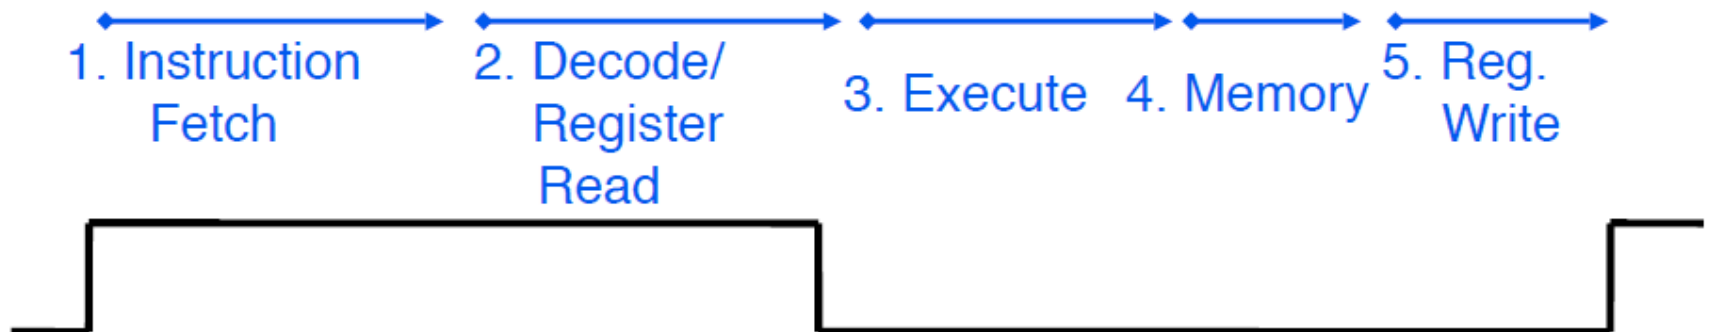 1. Instruction
Fetch
2. Decode/
Register
Read
3. Execute
4. Memory
5. Reg.
Write